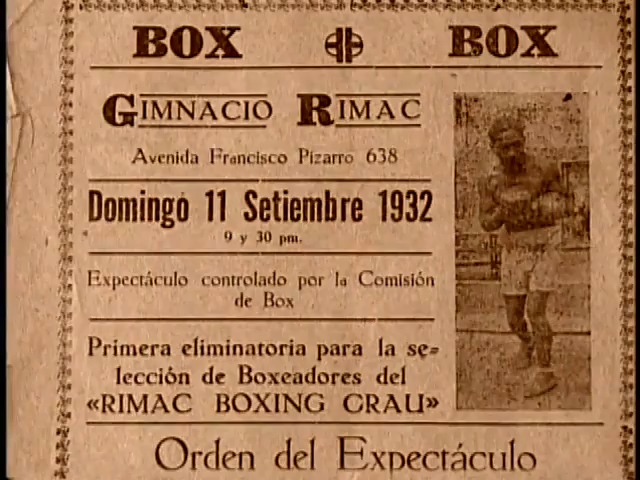 BOX BOX
GIMNACIO RIMAC
Avenida Francisco Pizarro 638
Domingo 11 Setiembre 1932
9 y 30 pm.
Expectáculo controlado por la Comisión
de Box
Primera eliminatoria para la se=
lección de Boxeadores del
«RIMAC BOXING GRAU»
Orden del Expectáculo